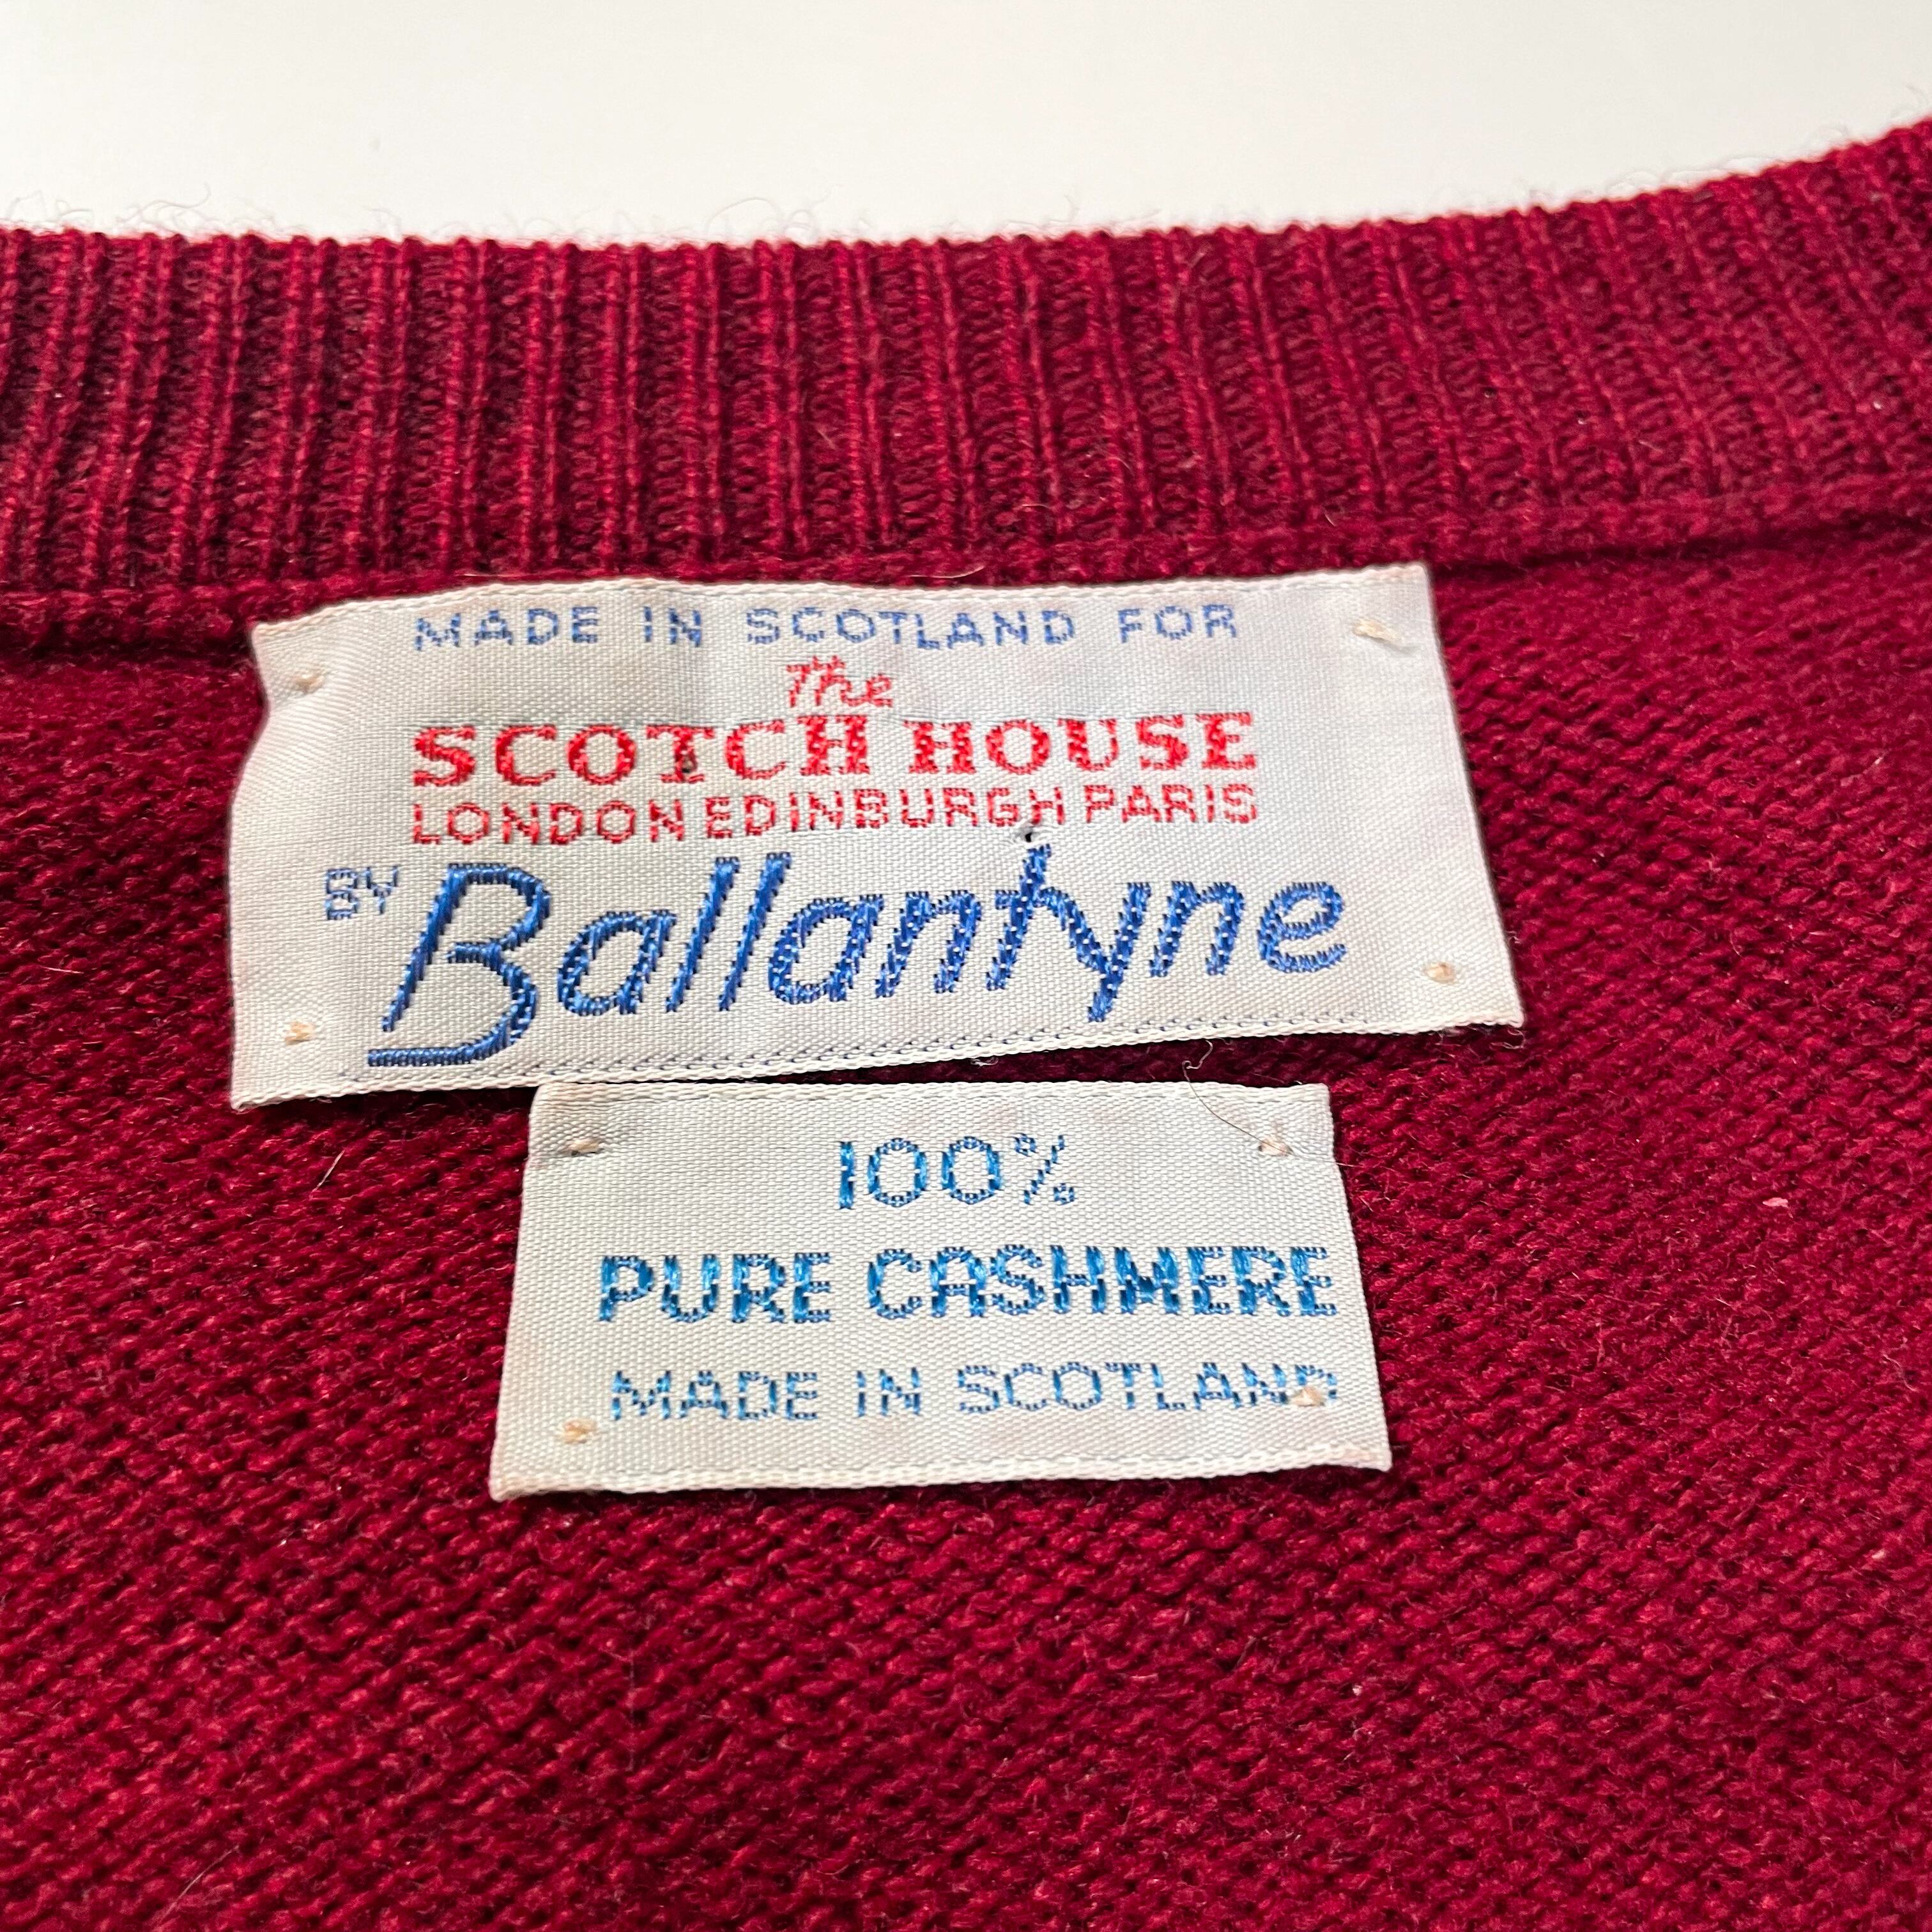 MADE IN SCOTLAND FOR
The
SCOTCH HOUSE
LONDON EDINBURGH PARIS
BY Ballantyne
100%
PURE CASHMERE
MADE IN SCOTLAND